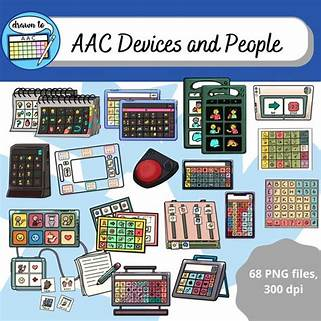 drawn to
AAC
AAC Devices and People
68 PNG files,
300 dpi